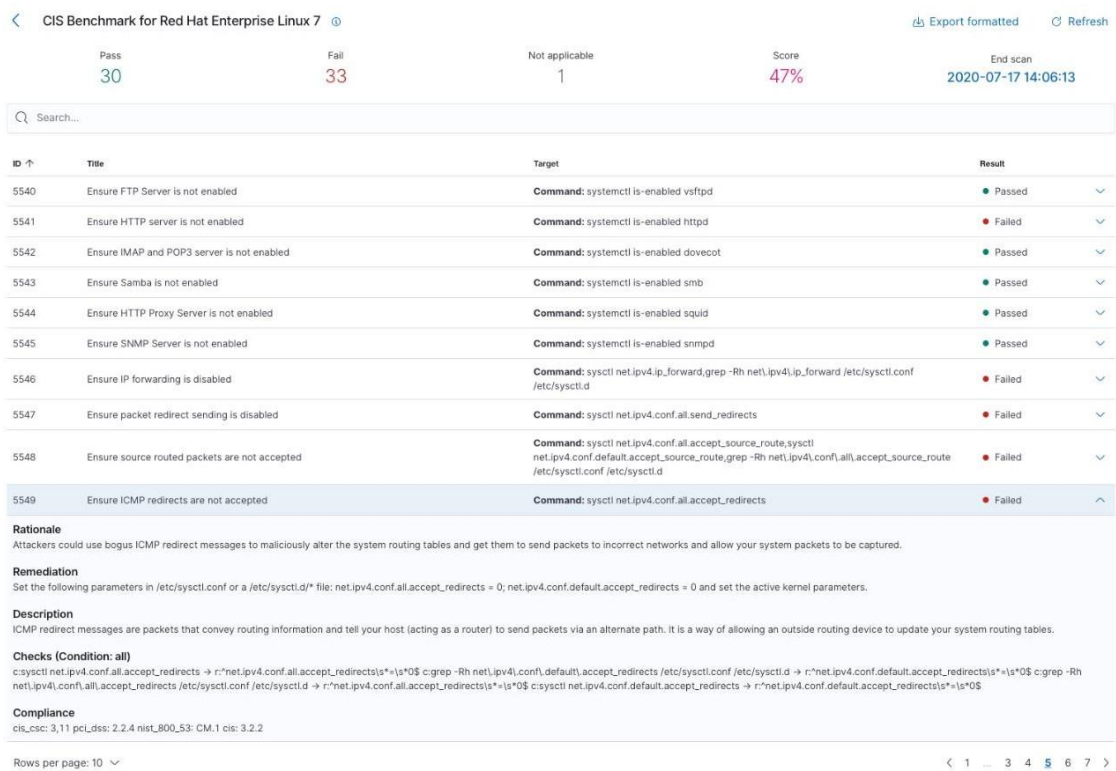 CIS Benchmark for Red Hat Enterprise Linux 7
Export formatted
Refresh
Pass
30
Fail
33
Not applicable
1
Score
47%
End scan
2020-07-17 14:06:13
Search...
ID ↑ Title Target Result
5540 Ensure FTP Server is not enabled Command: systemctl is-enabled vsftpd Passed
5541 Ensure HTTP server is not enabled Command: systemctl is-enabled httpd Failed
5542 Ensure IMAP and POP3 server is not enabled Command: systemctl is-enabled dovecot Passed
5543 Ensure Samba is not enabled Command: systemctl is-enabled smb Passed
5544 Ensure HTTP Proxy Server is not enabled Command: systemctl is-enabled squid Passed
5545 Ensure SNMP Server is not enabled Command: systemctl is-enabled snmpd Passed
5546 Ensure IP forwarding is disabled Command: sysctl net.ipv4.ip_forward,grep -Rh net\.ipv4\.ip_forward /etc/sysctl.conf
/etc/sysctl.d Failed
5547 Ensure packet redirect sending is disabled Command: sysctl net.ipv4.conf.all.send_redirects Failed
5548 Ensure source routed packets are not accepted Command: sysctl net.ipv4.conf.all.accept_source_route,sysctl
net.ipv4.conf.default.accept_source_route,grep -Rh net\.ipv4\.conf\.all\.accept_source_route
/etc/sysctl.conf /etc/sysctl.d Failed
5549 Ensure ICMP redirects are not accepted Command: sysctl net.ipv4.conf.all.accept_redirects Failed
Rationale
Attackers could use bogus ICMP redirect messages to maliciously alter the system routing tables and get them to send packets to incorrect networks and allow your system packets to be captured.
Remediation
Set the following parameters in /etc/sysctl.conf or a /etc/sysctl.d/* file: net.ipv4.conf.all.accept_redirects = 0; net.ipv4.conf.default.accept_redirects = 0 and set the active kernel parameters.
Description
ICMP redirect messages are packets that convey routing information and tell your host (acting as a router) to send packets via an alternate path. It is a way of allowing an outside routing device to update your system routing tables.
Checks (Condition: all)
c:sysctl net.ipv4.conf.all.accept_redirects → r:^net.ipv4.conf.all.accept_redirects\s*=\s*0$ c:grep -Rh net\.ipv4\.conf\.default\.accept_redirects /etc/sysctl.conf /etc/sysctl.d → r:^net.ipv4.conf.default.accept_redirects\s*=\s*0$ c:grep -Rh
net\.ipv4\.conf\.all\.accept_redirects /etc/sysctl.conf /etc/sysctl.d → r:^net.ipv4.conf.all.accept_redirects\s*=\s*0$ c:sysctl net.ipv4.conf.default.accept_redirects → r:^net.ipv4.conf.default.accept_redirects\s*=\s*0$
Compliance
cis_csc: 3,11 pci_dss: 2.2.4 nist_800_53: CM.1 cis: 3.2.2
Rows per page: 10
1 ... 3 4 5 6 7